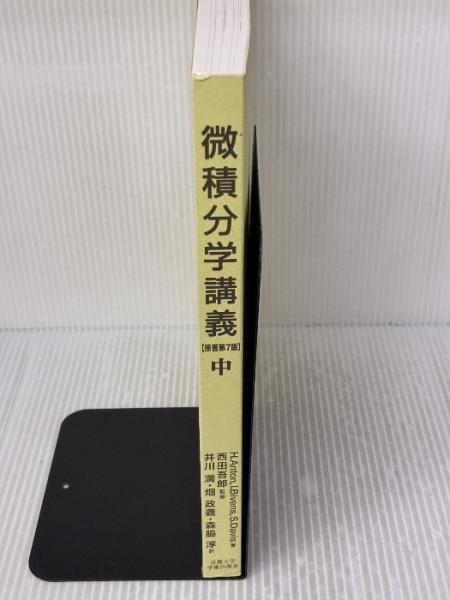 微積分学講義
【原著第7版】
中
H.Anton, I.Bivens, S.Davis 著
西田吾郎 監修
井川 満・畑 政義・森脇 淳 訳
京都大学
学術出版会